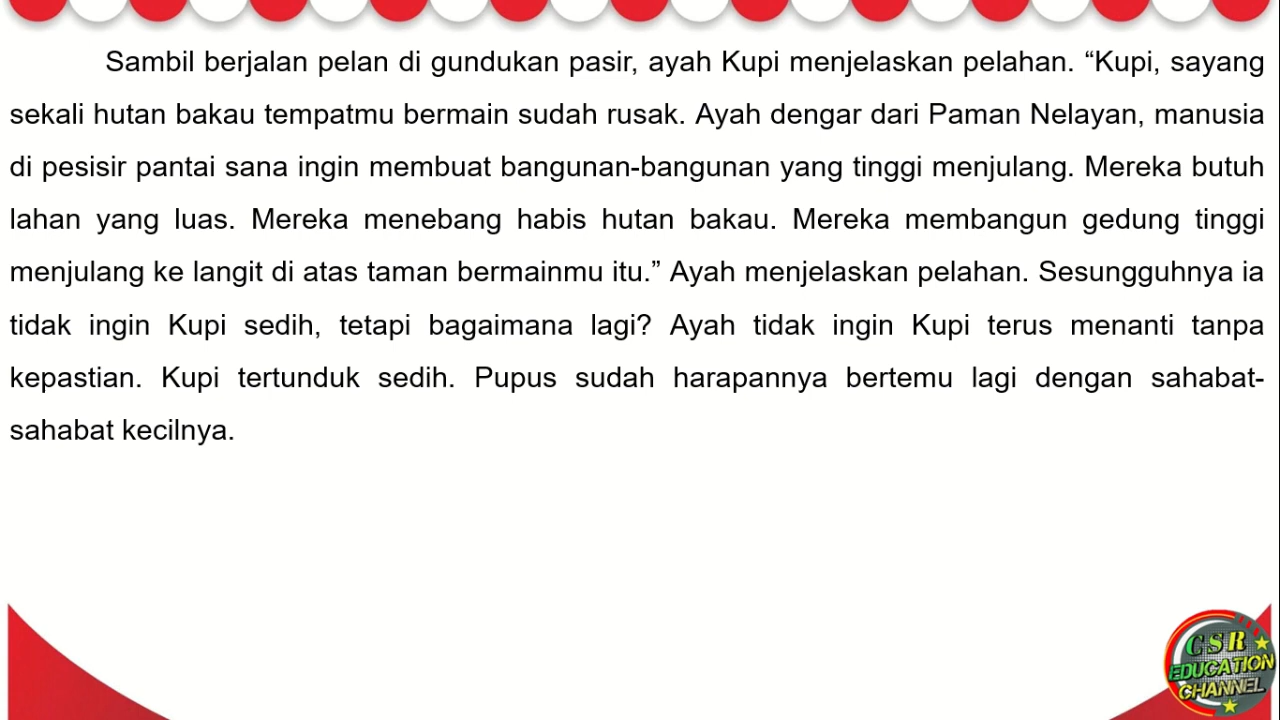 Sambil berjalan pelan di gundukan pasir, ayah Kupi menjelaskan pelahan. “Kupi, sayang
sekali hutan bakau tempatmu bermain sudah rusak. Ayah dengar dari Paman Nelayan, manusia
di pesisir pantai sana ingin membuat bangunan-bangunan yang tinggi menjulang. Mereka butuh
lahan yang luas. Mereka menebang habis hutan bakau. Mereka membangun gedung tinggi
menjulang ke langit di atas taman bermainmu itu.” Ayah menjelaskan pelahan. Sesungguhnya ia
tidak ingin Kupi sedih, tetapi bagaimana lagi? Ayah tidak ingin Kupi terus menanti tanpa
kepastian. Kupi tertunduk sedih. Pupus sudah harapannya bertemu lagi dengan sahabat-
sahabat kecilnya.
CSR
EDUCATION
CHANNEL